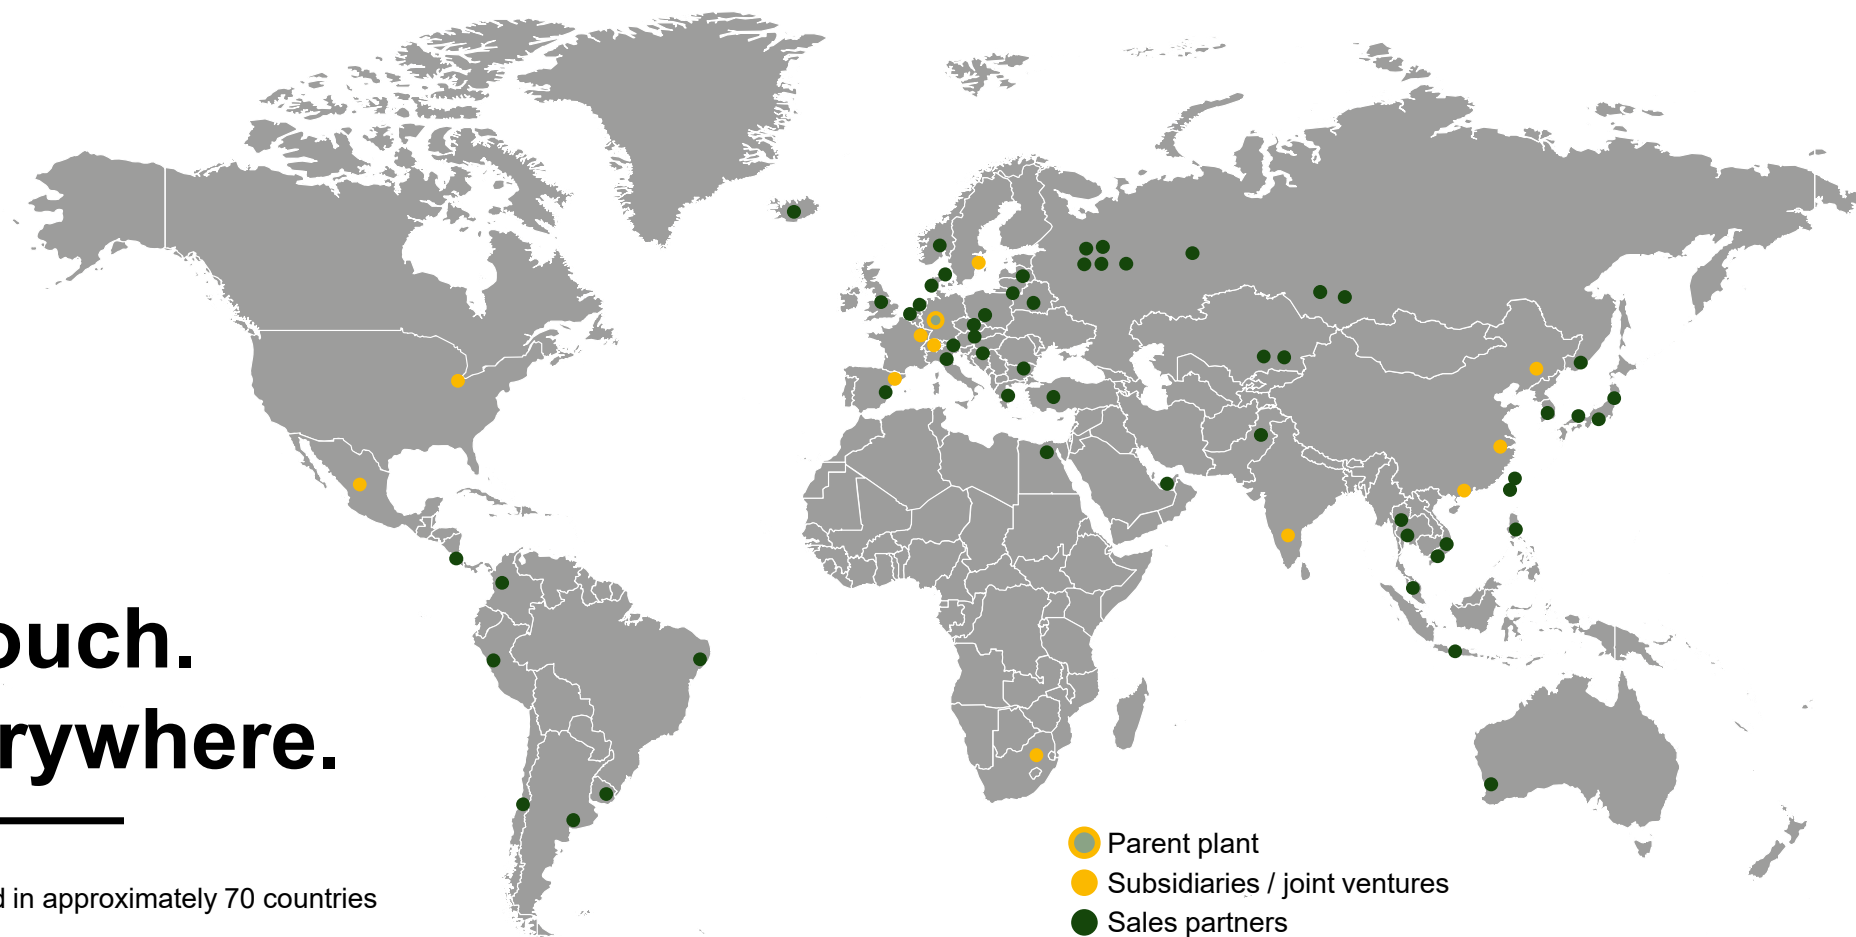 ouch.
rywhere.
d in approximately 70 countries
Parent plant
Subsidiaries / joint ventures
Sales partners